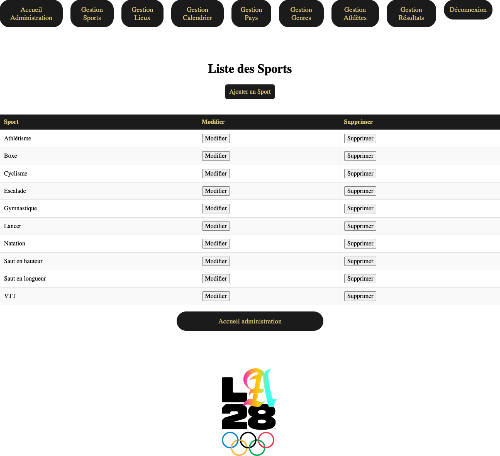 Accueil Administration
Gestion Sports
Gestion Lieux
Gestion Calendrier
Gestion Pays
Gestion Genres
Gestion Athlètes
Gestion Résultats
Déconnexion
Liste des Sports
Ajouter un Sport
Sport Modifier Supprimer
Athlétisme Modifier Supprimer
Boxe Modifier Supprimer
Cyclisme Modifier Supprimer
Escalade Modifier Supprimer
Gymnastique Modifier Supprimer
Lancer Modifier Supprimer
Natation Modifier Supprimer
Saut en hauteur Modifier Supprimer
Saut en longueur Modifier Supprimer
VTT Modifier Supprimer
Accueil administration
LA
28